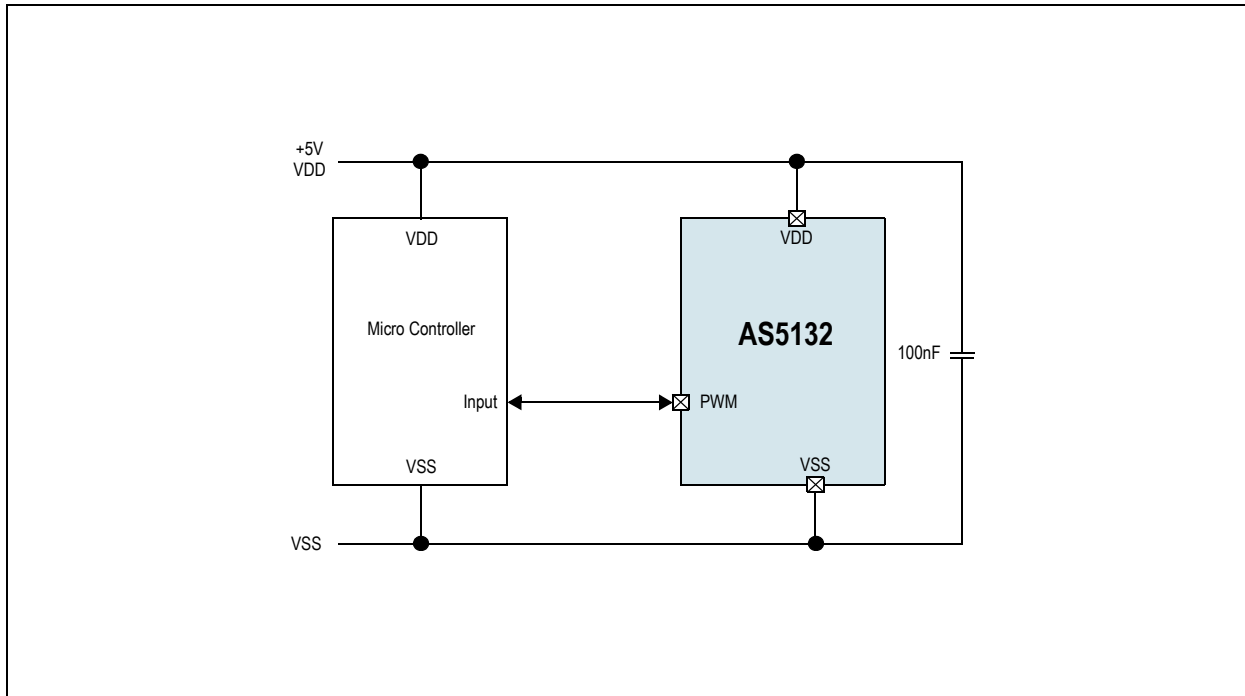 +5V
VDD
VDD
VDD
Micro Controller
AS5132
100nF
Input
PWM
VSS
VSS
VSS